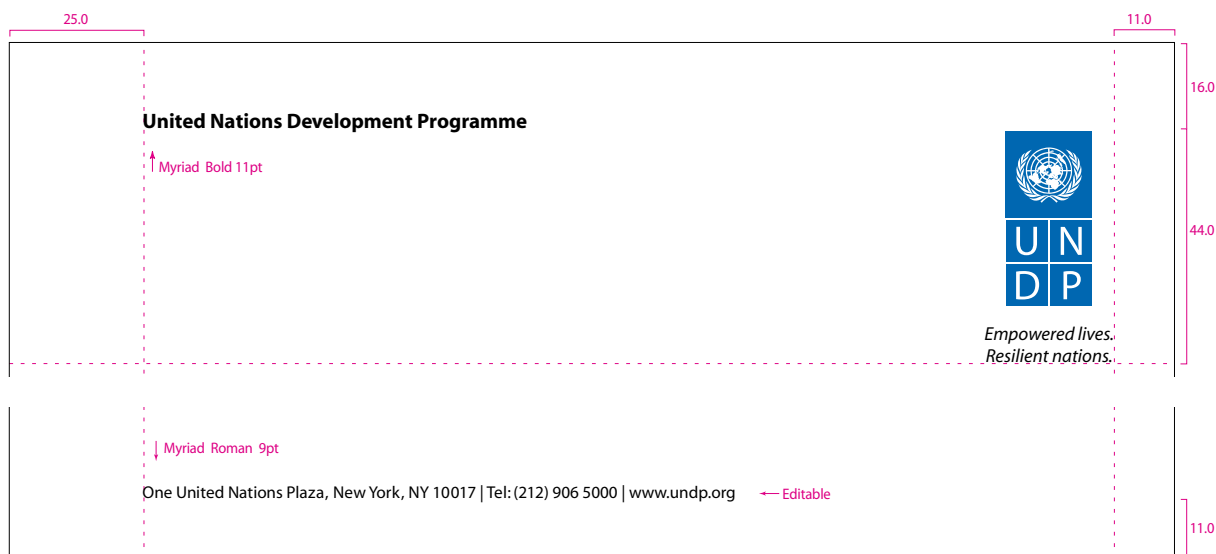 25.0
11.0
16.0
United Nations Development Programme
Myriad Bold 11pt
U N
D P
44.0
Empowered lives.
Resilient nations.
Myriad Roman 9pt
One United Nations Plaza, New York, NY 10017 | Tel: (212) 906 5000 | www.undp.org
Editable
11.0